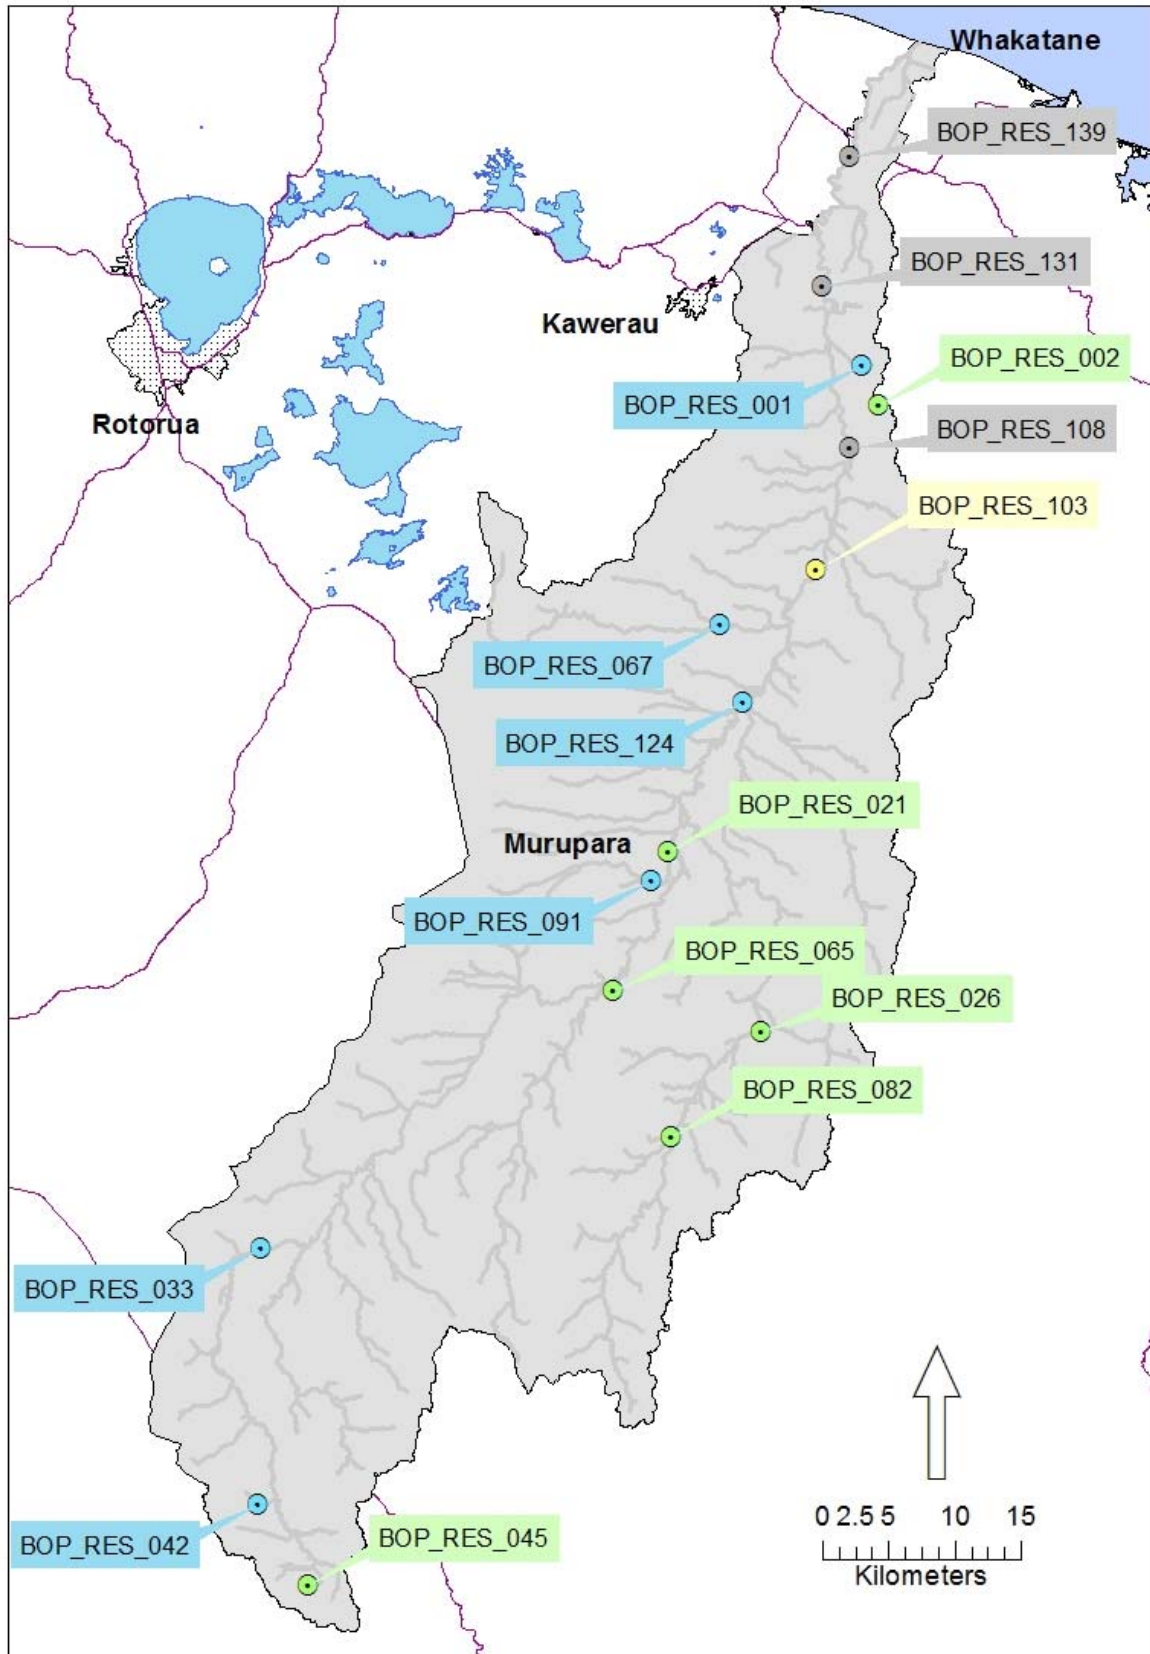 Whakatane
BOP_RES_139
BOP_RES_131
Kawerau
BOP_RES_002
BOP_RES_001
Rotorua
BOP_RES_108
BOP_RES_103
BOP_RES_067
BOP_RES_124
BOP_RES_021
Murupara
BOP_RES_091
BOP_RES_065
BOP_RES_026
BOP_RES_082
BOP_RES_033
0 2.5 5 10 15
Kilometers
BOP_RES_045
BOP_RES_042